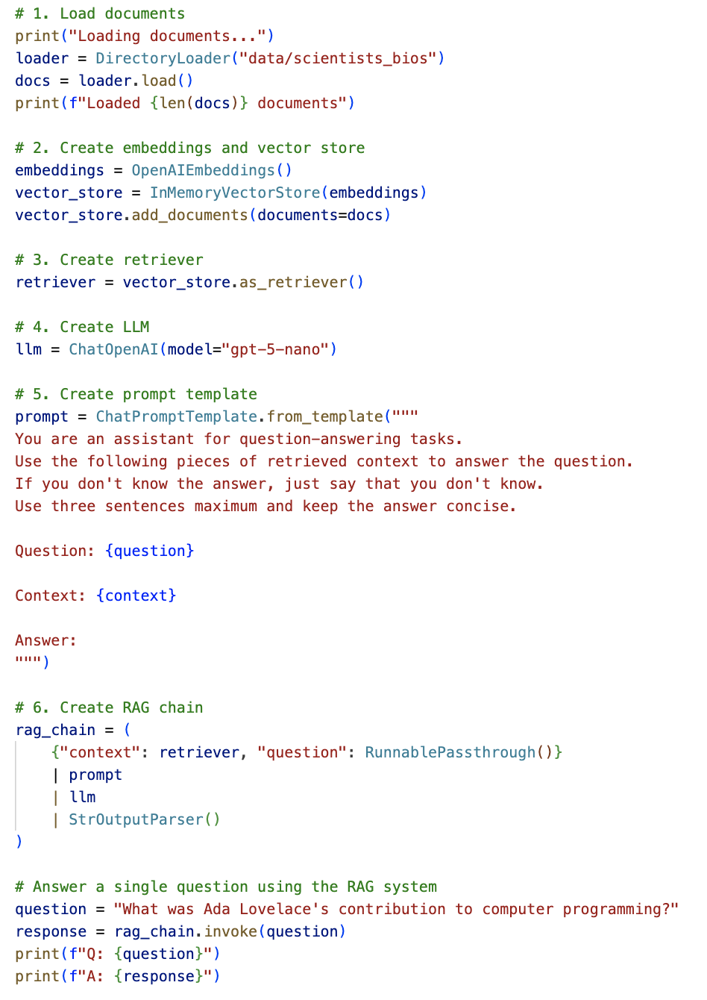 # 1. Load documents
print("Loading documents...")
loader = DirectoryLoader("data/scientists_bios")
docs = loader.load()
print(f"Loaded {len(docs)} documents")

# 2. Create embeddings and vector store
embeddings = OpenAIEmbeddings()
vector_store = InMemoryVectorStore(embeddings)
vector_store.add_documents(documents=docs)

# 3. Create retriever
retriever = vector_store.as_retriever()

# 4. Create LLM
llm = ChatOpenAI(model="gpt-5-nano")

# 5. Create prompt template
prompt = ChatPromptTemplate.from_template("""
You are an assistant for question-answering tasks.
Use the following pieces of retrieved context to answer the question.
If you don't know the answer, just say that you don't know.
Use three sentences maximum and keep the answer concise.

Question: {question}

Context: {context}

Answer:
""")

# 6. Create RAG chain
rag_chain = (
    {"context": retriever, "question": RunnablePassthrough()}
    | prompt
    | llm
    | StrOutputParser()
)

# Answer a single question using the RAG system
question = "What was Ada Lovelace's contribution to computer programming?"
response = rag_chain.invoke(question)
print(f"Q: {question}")
print(f"A: {response}")